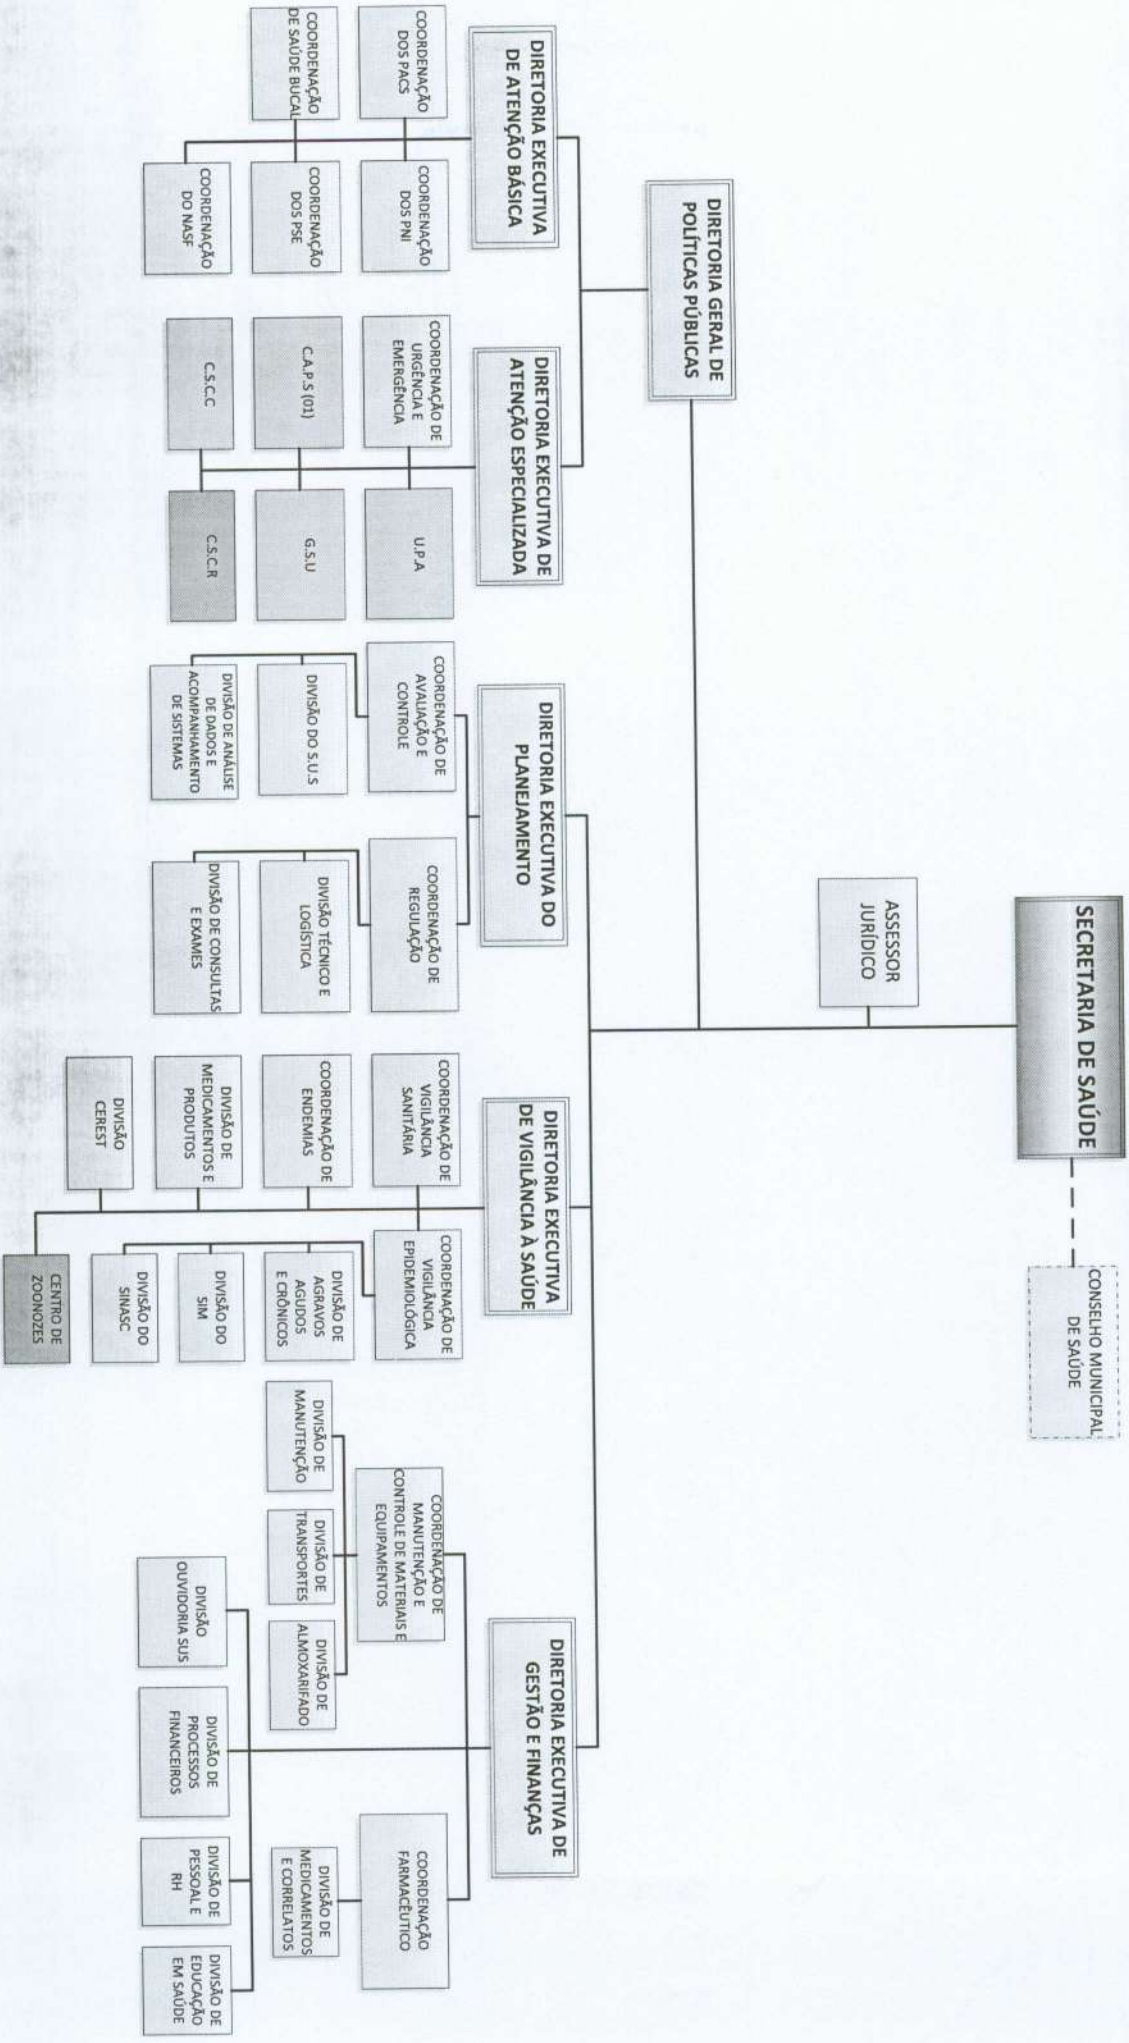 SECRETARIA DE SAÚDE
CONSELHO MUNICIPAL
DE SAÚDE
ASSESSOR
JURÍDICO
DIRETORIA GERAL DE
POLÍTICAS PÚBLICAS
DIRETORIA EXECUTIVA
DE ATENÇÃO BÁSICA
COORDENAÇÃO
DOS PACS
COORDENAÇÃO
DOS PNI
COORDENAÇÃO
DE SAÚDE BUCAL
COORDENAÇÃO
DOS PSE
COORDENAÇÃO
DO NASF
DIRETORIA EXECUTIVA DE
ATENÇÃO ESPECIALIZADA
COORDENAÇÃO DE
URGÊNCIA E
EMERGÊNCIA
U.P.A
C.A.P.S (01)
G.S.U
C.S.C.C
C.S.C.R
DIRETORIA EXECUTIVA DO
PLANEJAMENTO
COORDENAÇÃO DE
AVALIAÇÃO E
CONTROLE
DIVISÃO DO S.U.S
DIVISÃO DE ANÁLISE
DE DADOS E
ACOMPANHAMENTO
DE SISTEMAS
COORDENAÇÃO DE
REGULAÇÃO
DIVISÃO TÉCNICO E
LOGÍSTICA
DIVISÃO DE CONSULTAS
E EXAMES
DIRETORIA EXECUTIVA
DE VIGILÂNCIA À SAÚDE
COORDENAÇÃO DE
VIGILÂNCIA
SANITÁRIA
COORDENAÇÃO DE
ENDEMIAS
DIVISÃO DE
MEDICAMENTOS E
PRODUTOS
DIVISÃO
CEREST
COORDENAÇÃO DE
VIGILÂNCIA
EPIDEMIOLÓGICA
DIVISÃO DE
AGRAVOS
AGUDOS
E CRÔNICOS
DIVISÃO DO
SIM
DIVISÃO DO
SINASC
CENTRO DE
ZOONOZES
DIRETORIA EXECUTIVA DE
GESTÃO E FINANÇAS
COORDENAÇÃO DE
MANUTENÇÃO E
CONTROLE DE MATERIAIS E
EQUIPAMENTOS
DIVISÃO DE
MANUTENÇÃO
DIVISÃO DE
TRANSPORTES
DIVISÃO DE
ALMOXARIFADO
COORDENAÇÃO
FARMACÊUTICO
DIVISÃO DE
MEDICAMENTOS
E CORRELATOS
DIVISÃO
OUVIDORIA SUS
DIVISÃO DE
PROCESSOS
FINANCEIROS
DIVISÃO DE
PESSOAL E
RH
DIVISÃO DE
EDUCAÇÃO
EM SAÚDE